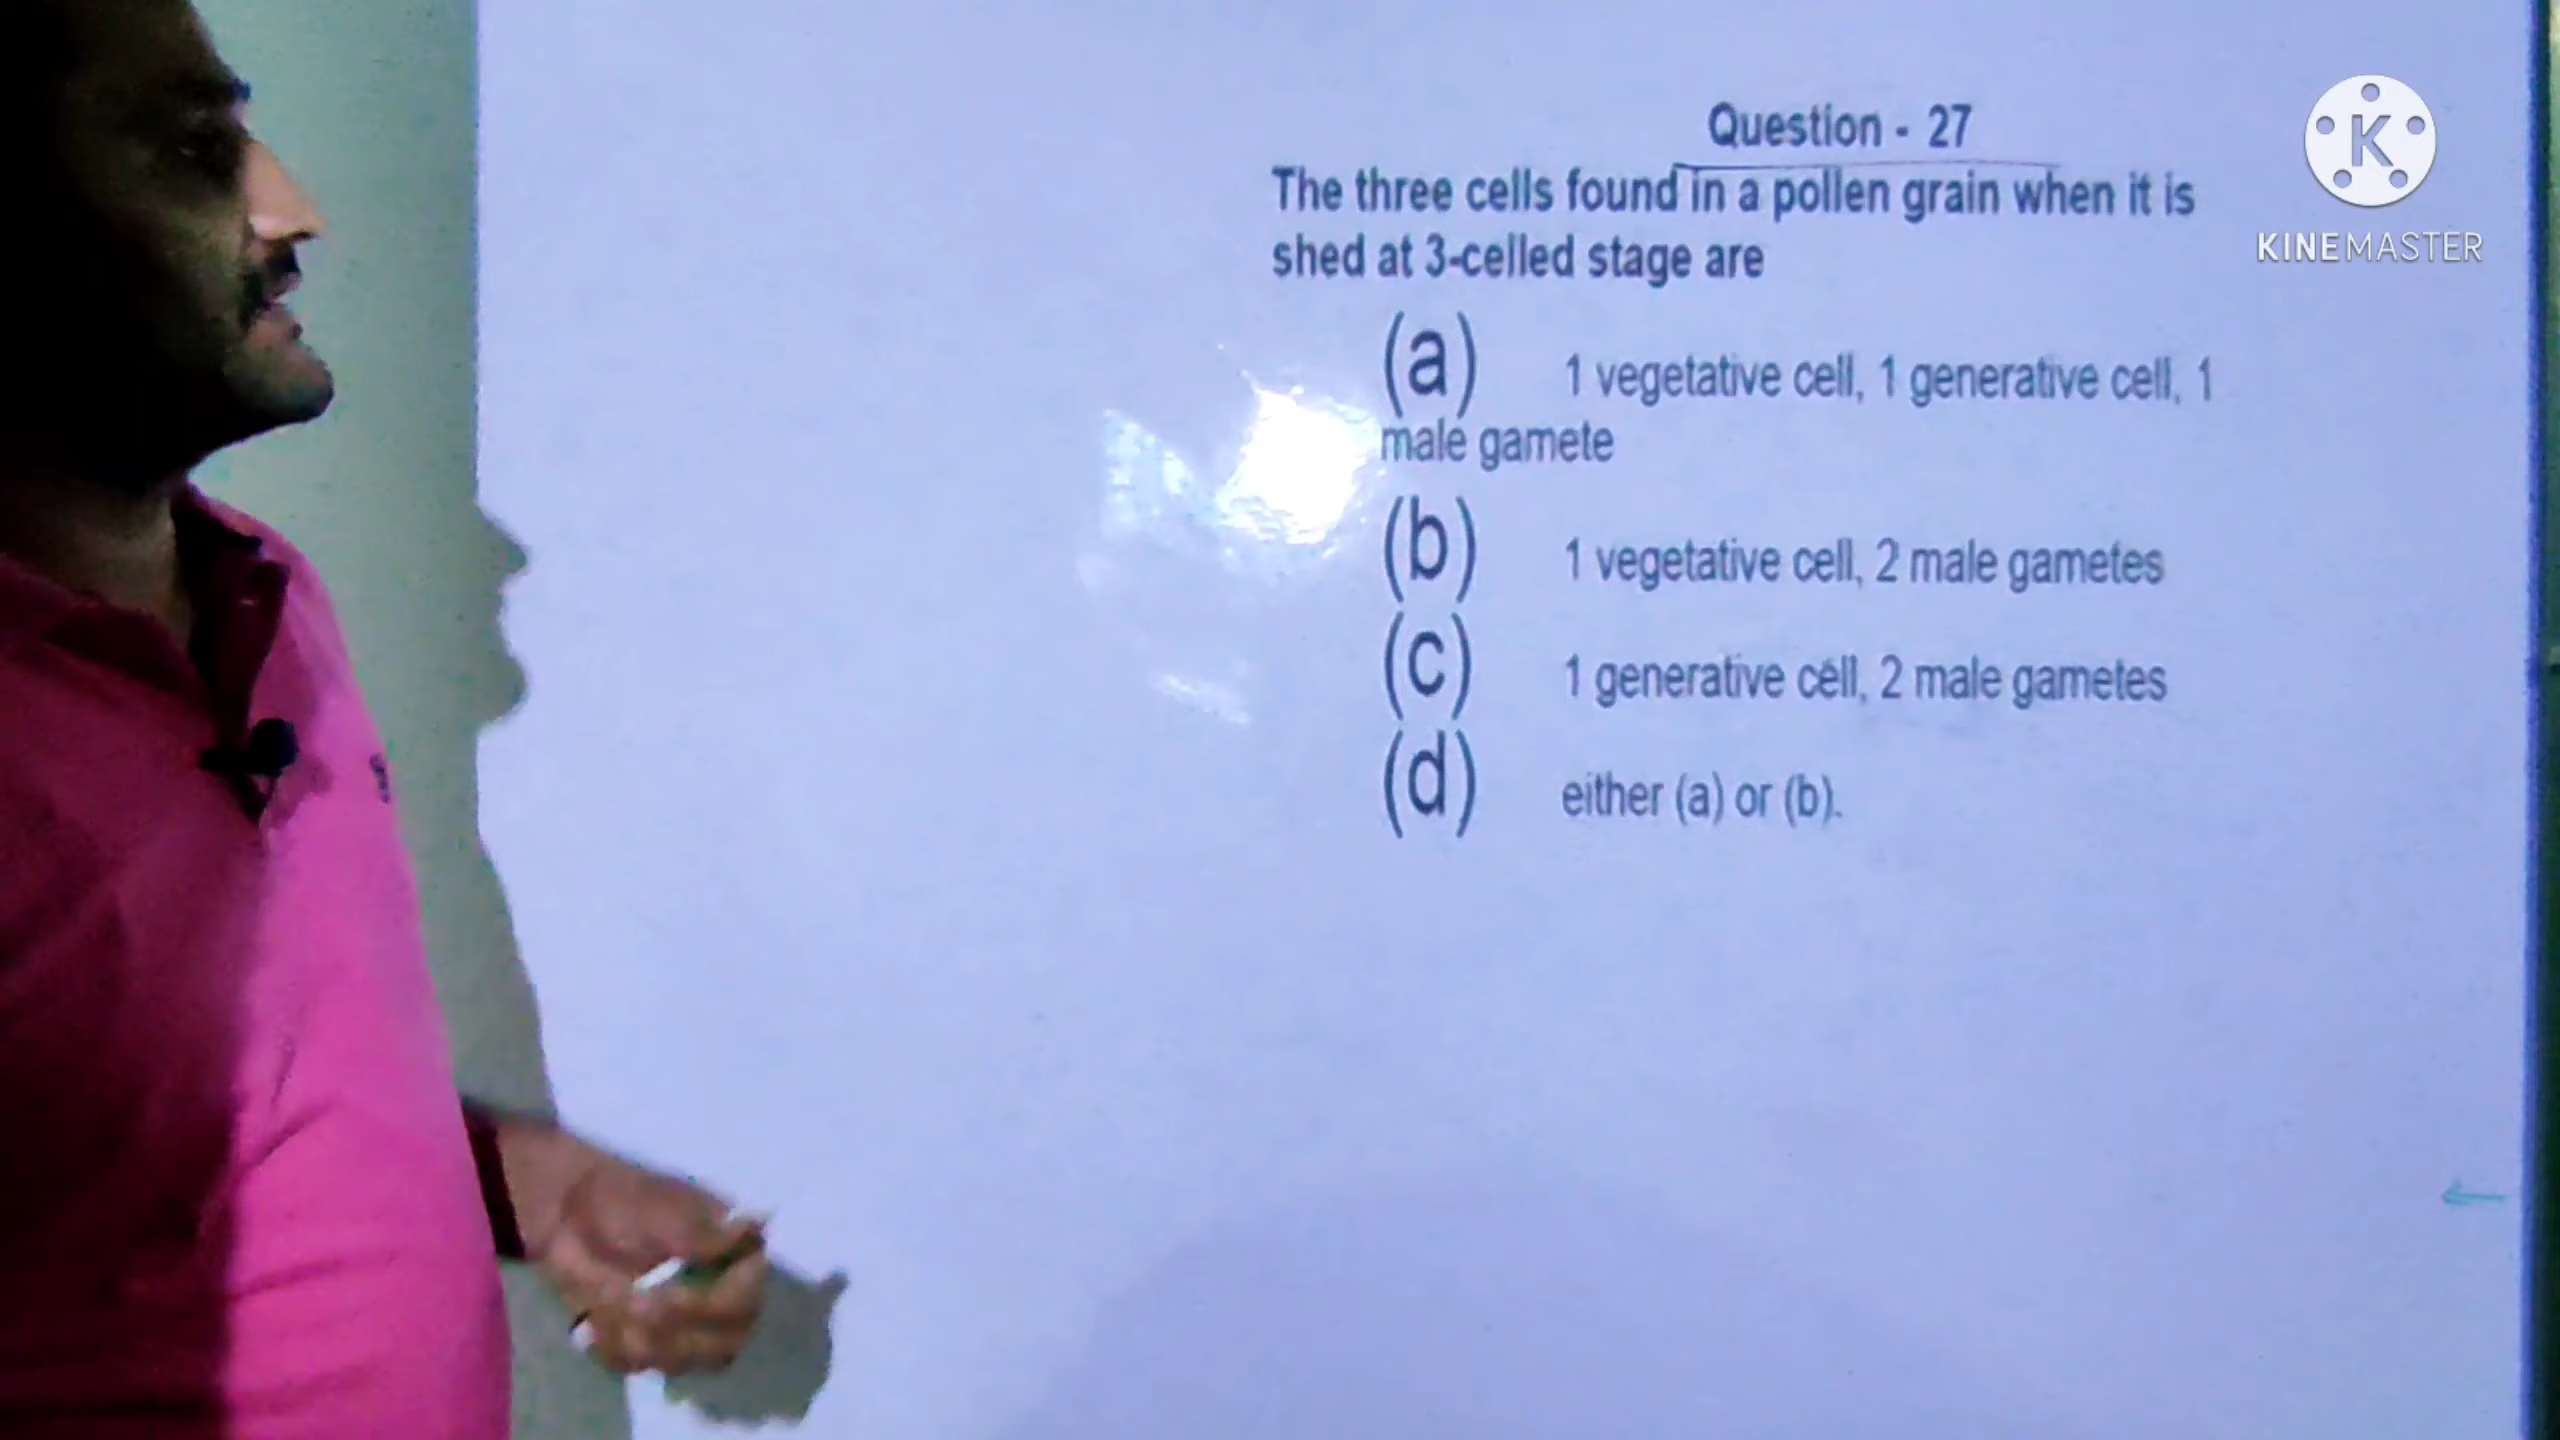 Question - 27
The three cells found in a pollen grain when it is
shed at 3-celled stage are
(a) 1 vegetative cell, 1 generative cell, 1
male gamete
(b) 1 vegetative cell, 2 male gametes
(c) 1 generative cell, 2 male gametes
(d) either (a) or (b).
K
KINEMASTER